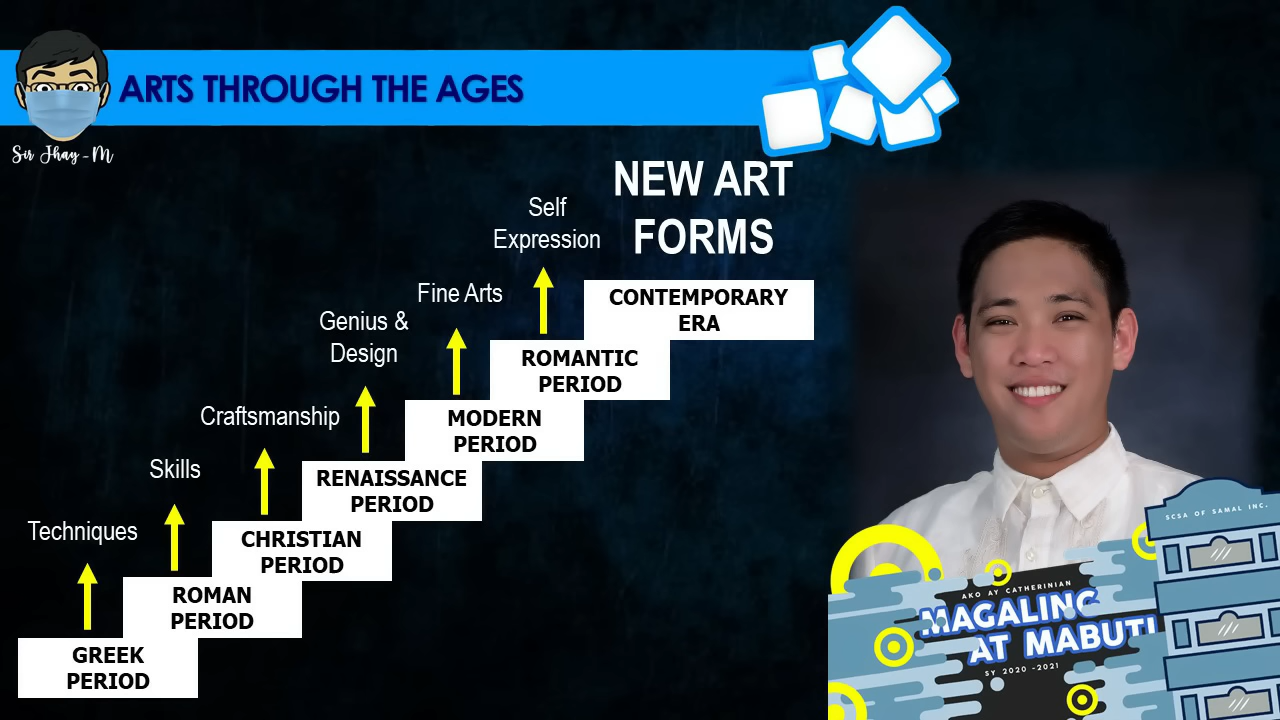 ARTS THROUGH THE AGES
Sir Jhay - M
NEW ART
FORMS
Self
Expression
CONTEMPORARY
ERA
Fine Arts
ROMANTIC
PERIOD
Genius &
Design
MODERN
PERIOD
Craftsmanship
RENAISSANCE
PERIOD
Skills
CHRISTIAN
PERIOD
Techniques
ROMAN
PERIOD
GREEK
PERIOD
SCSA OF SAMAL INC.
AKO AY CATHERINIAN
MAGALING
AT MABUTI
SY 2020 -2021